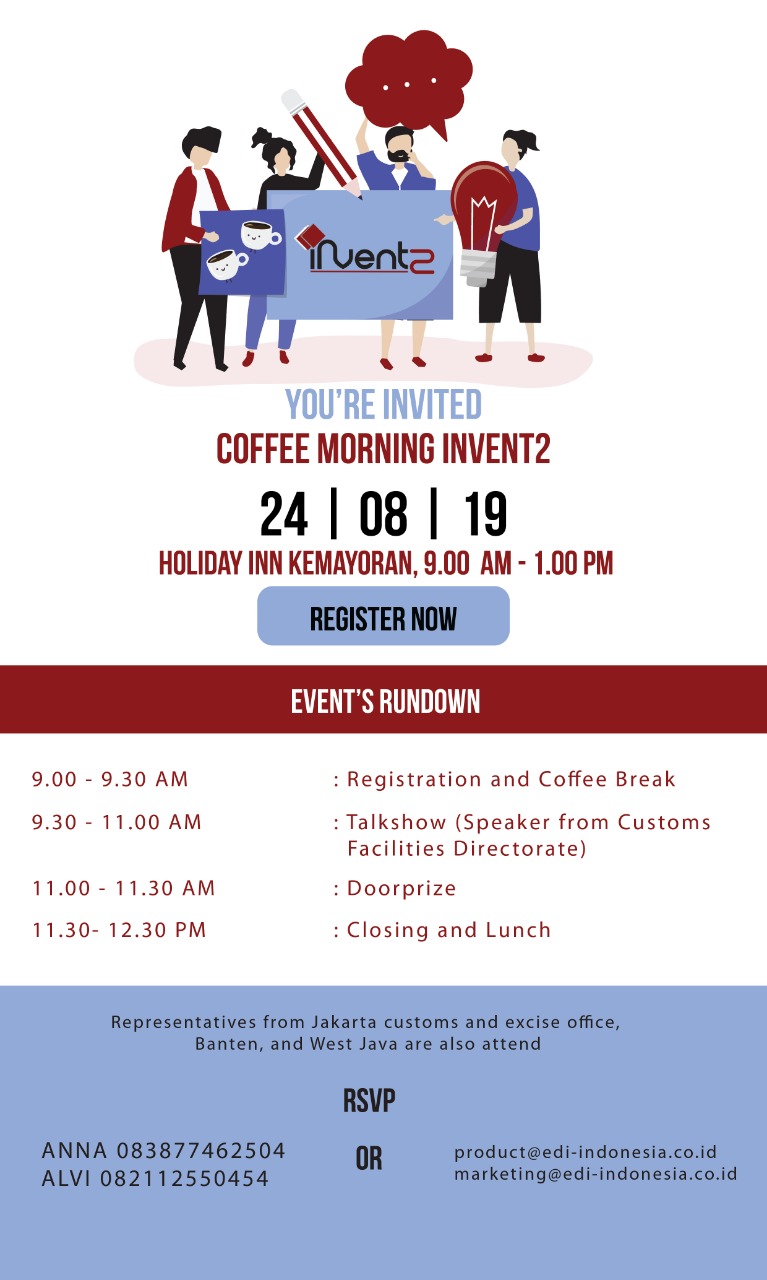 iNvent2
YOU'RE INVITED
COFFEE MORNING INVENT2
24 | 08 | 19
HOLIDAY INN KEMAYORAN, 9.00 AM - 1.00 PM
REGISTER NOW
EVENT'S RUNDOWN
9.00 - 9.30 AM : Registration and Coffee Break
9.30 - 11.00 AM : Talkshow (Speaker from Customs
Facilities Directorate)
11.00 - 11.30 AM : Doorprize
11.30- 12.30 PM : Closing and Lunch
Representatives from Jakarta customs and excise office,
Banten, and West Java are also attend
RSVP
ANNA 083877462504
ALVI 082112550454
OR
product@edi-indonesia.co.id
marketing@edi-indonesia.co.id